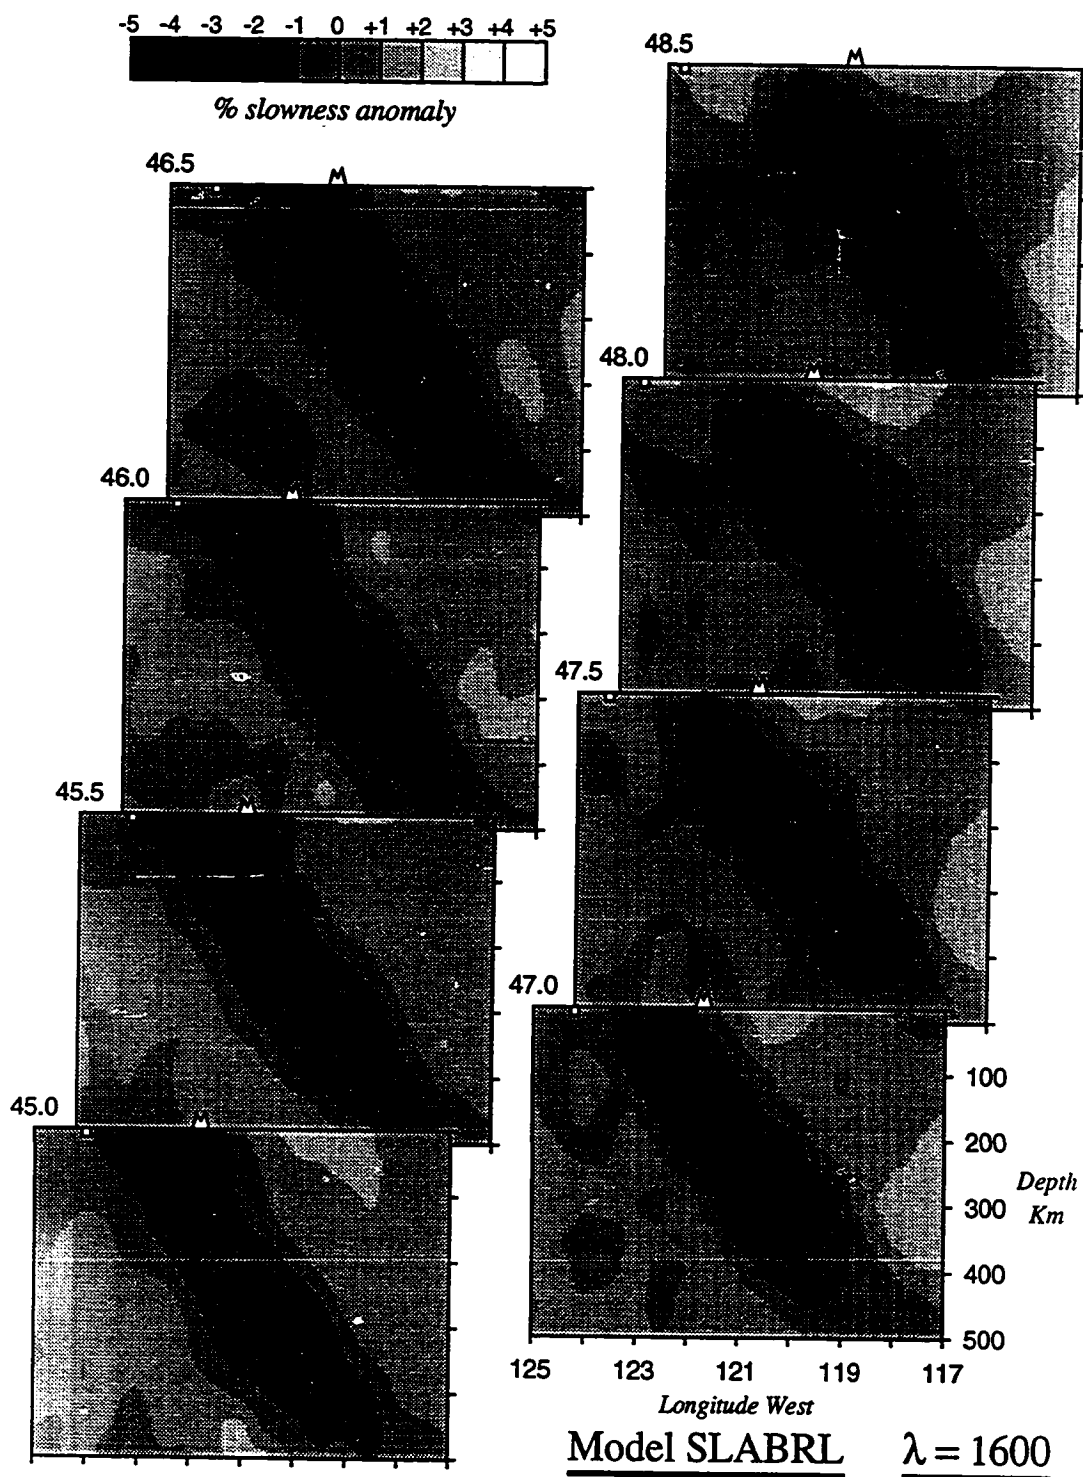 -5 -4 -3 -2 -1 0 +1 +2 +3 +4 +5
% slowness anomaly
48.5
46.5
48.0
46.0
47.5
45.5
47.0
45.0
100
200
300
400
500
Depth
Km
125 123 121 119 117
Longitude West
Model SLABRL λ = 1600